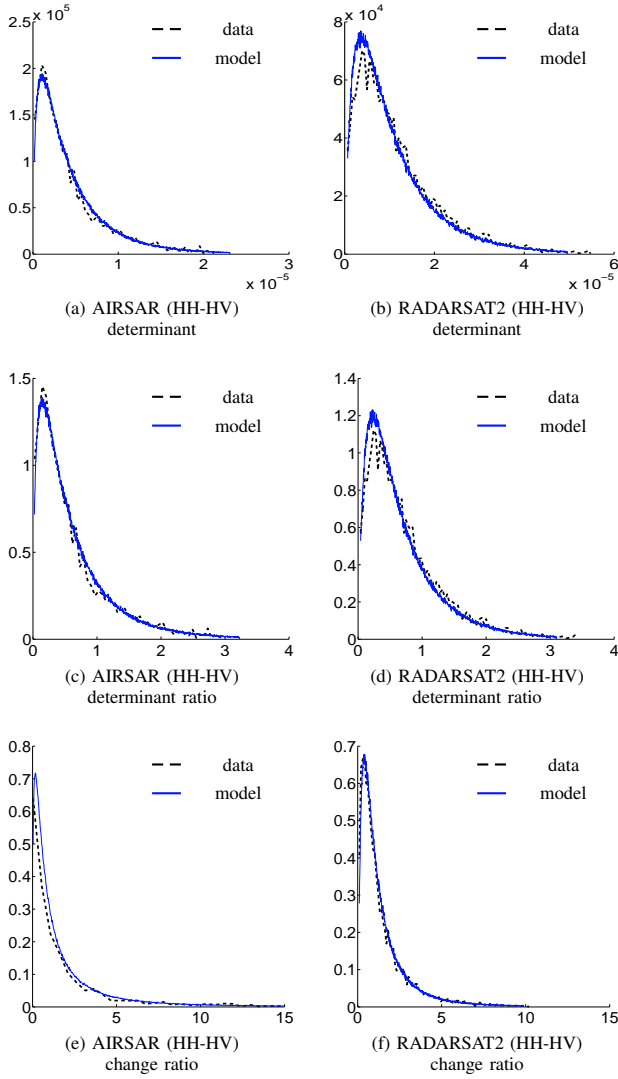 x 10^5
2.5
2
1.5
1
0.5
0
0 1 2 3
x 10^-5
data
model
(a) AIRSAR (HH-HV)
determinant
x 10^4
8
6
4
2
0
0 2 4 6
x 10^-5
data
model
(b) RADARSAT2 (HH-HV)
determinant
1.5
1
0.5
0
0 1 2 3 4
data
model
(c) AIRSAR (HH-HV)
determinant ratio
1.4
1.2
1
0.8
0.6
0.4
0.2
0
0 1 2 3 4
data
model
(d) RADARSAT2 (HH-HV)
determinant ratio
0.8
0.7
0.6
0.5
0.4
0.3
0.2
0.1
0
0 5 10 15
data
model
(e) AIRSAR (HH-HV)
change ratio
0.7
0.6
0.5
0.4
0.3
0.2
0.1
0
0 5 10 15
data
model
(f) RADARSAT2 (HH-HV)
change ratio